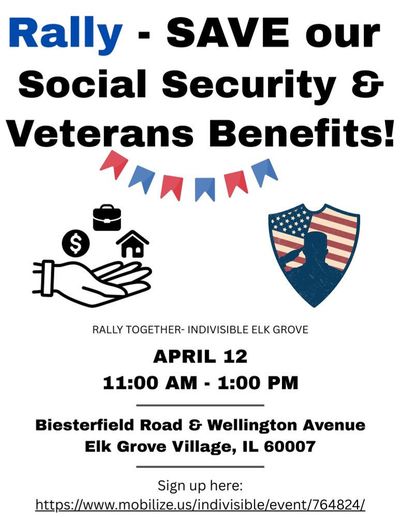 Rally - SAVE our
Social Security &
Veterans Benefits!
$
RALLY TOGETHER- INDIVISIBLE ELK GROVE
APRIL 12
11:00 AM - 1:00 PM
Biesterfield Road & Wellington Avenue
Elk Grove Village, IL 60007
Sign up here:
https://www.mobilize.us/indivisible/event/764824/